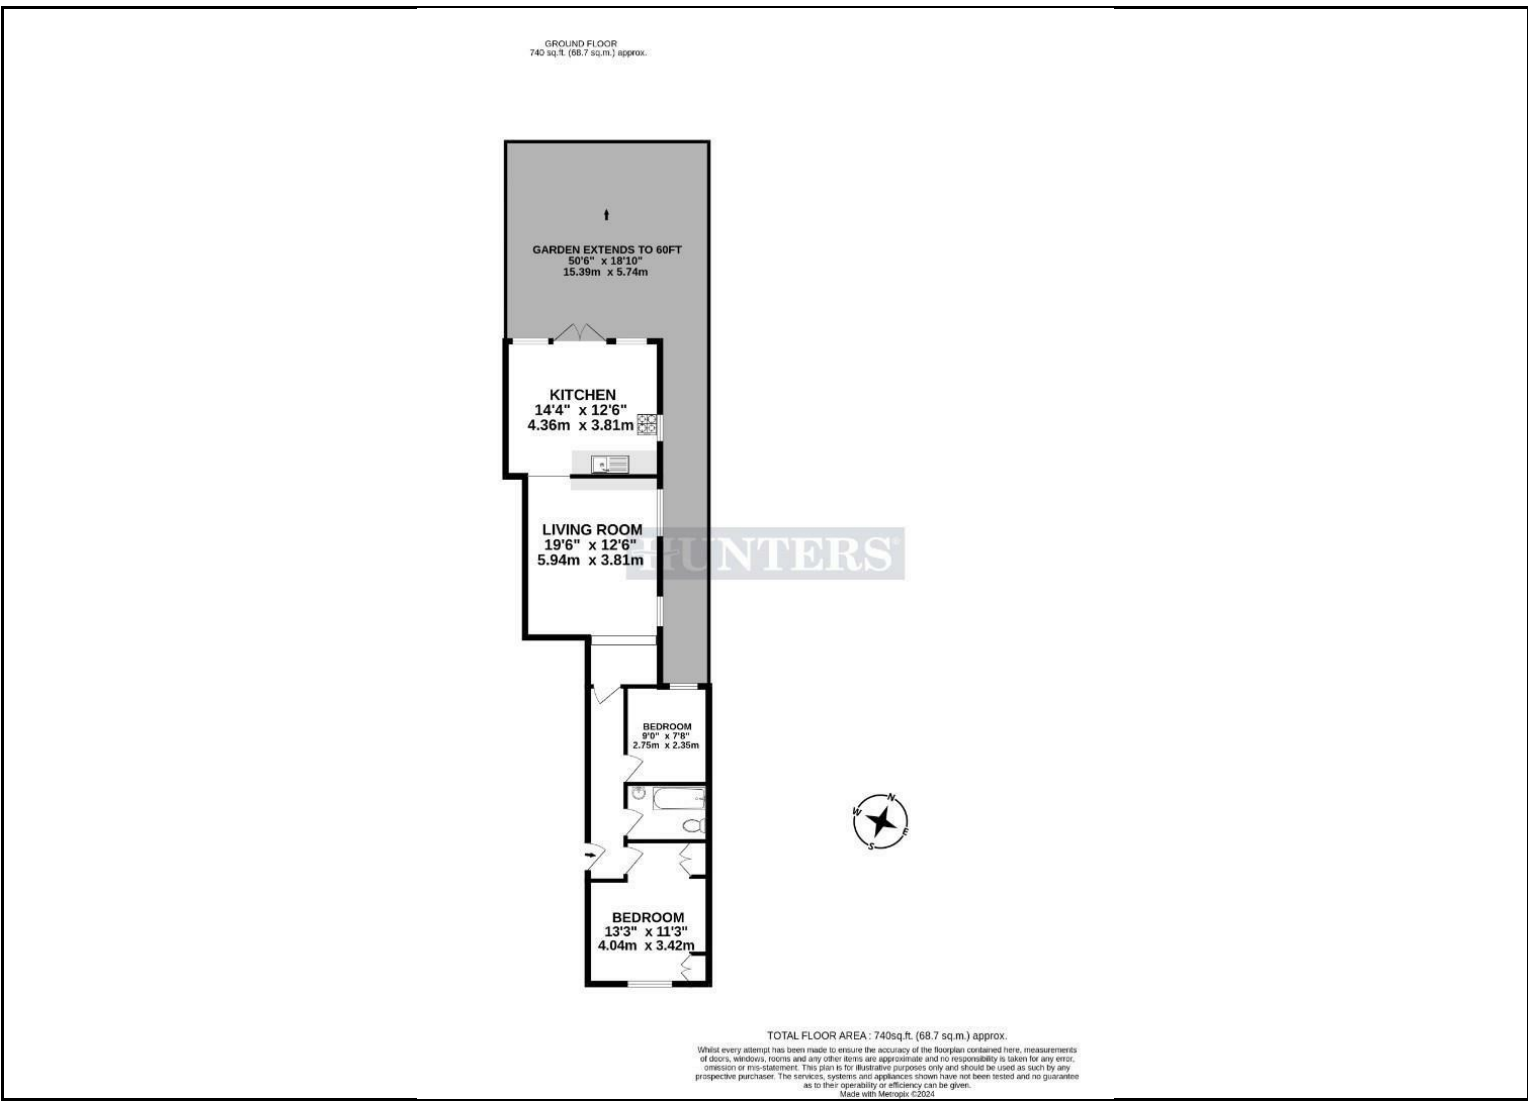 GROUND FLOOR
740 sq.ft. (68.7 sq.m.) approx.
GARDEN EXTENDS TO 60FT
50'6" x 18'10"
15.39m x 5.74m
KITCHEN
14'4" x 12'6"
4.36m x 3.81m
LIVING ROOM
19'6" x 12'6"
5.94m x 3.81m
HUNTERS
BEDROOM
9'0" x 7'8"
2.75m x 2.35m
N
W
E
S
BEDROOM
13'3" x 11'3"
4.04m x 3.42m
TOTAL FLOOR AREA : 740sq.ft. (68.7 sq.m.) approx.
Whilst every attempt has been made to ensure the accuracy of the floorplan contained here, measurements
of doors, windows, rooms and any other items are approximate and no responsibility is taken for any error,
omission or mis-statement. This plan is for illustrative purposes only and should be used as such by any
prospective purchaser. The services, systems and appliances shown have not been tested and no guarantee
as to their operability or efficiency can be given.
Made with Metropix ©2024